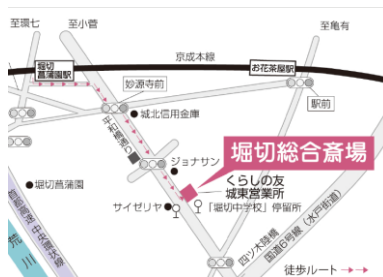 至環七
至小菅
至亀有
京成本線
堀切
菖蒲園駅
お花茶屋駅
妙源寺前
城北信用金庫
駅前
平和橋通り
ジョナサン
堀切総合斎場
くらしの友
城東営業所
堀切菖蒲園
サイゼリヤ
「堀切中学校」停留所
首都高速中央環状線
荒川
四ツ木陸橋
国道6号線（水戸街道）
徒歩ルート